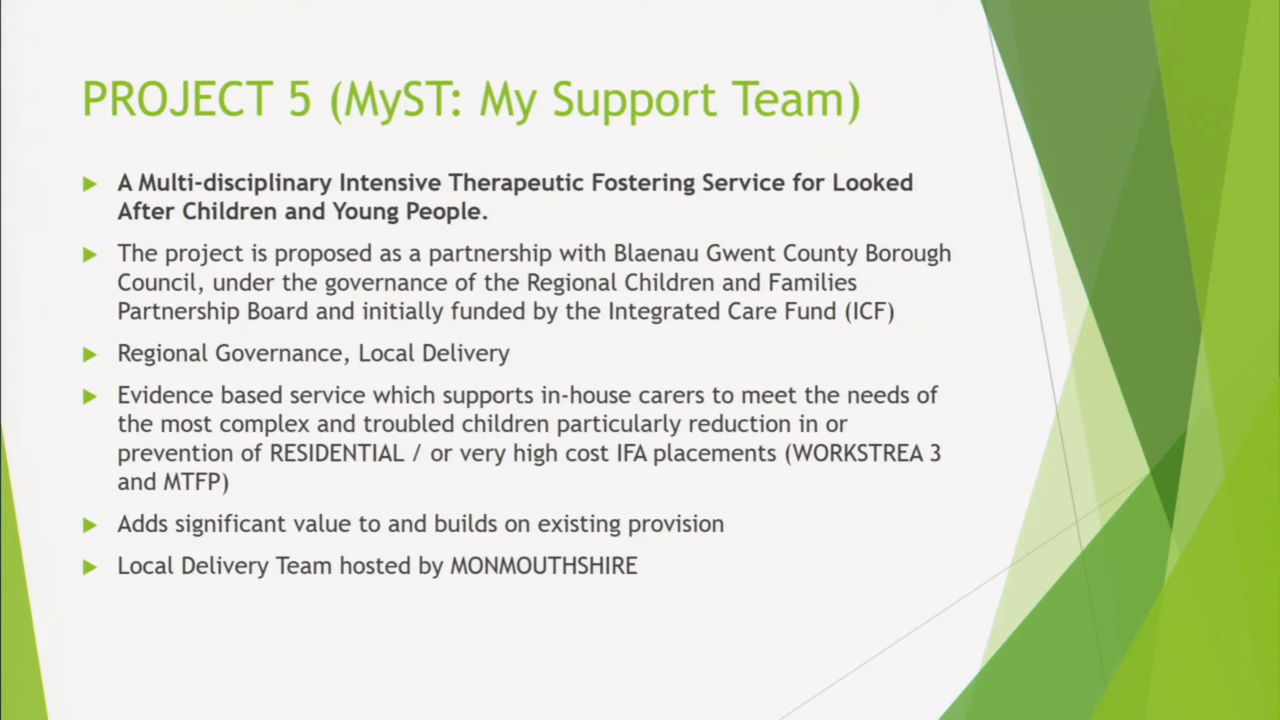 PROJECT 5 (MyST: My Support Team)
A Multi-disciplinary Intensive Therapeutic Fostering Service for Looked
After Children and Young People.
The project is proposed as a partnership with Blaenau Gwent County Borough
Council, under the governance of the Regional Children and Families
Partnership Board and initially funded by the Integrated Care Fund (ICF)
Regional Governance, Local Delivery
Evidence based service which supports in-house carers to meet the needs of
the most complex and troubled children particularly reduction in or
prevention of RESIDENTIAL / or very high cost IFA placements (WORKSTREA 3
and MTFP)
Adds significant value to and builds on existing provision
Local Delivery Team hosted by MONMOUTHSHIRE